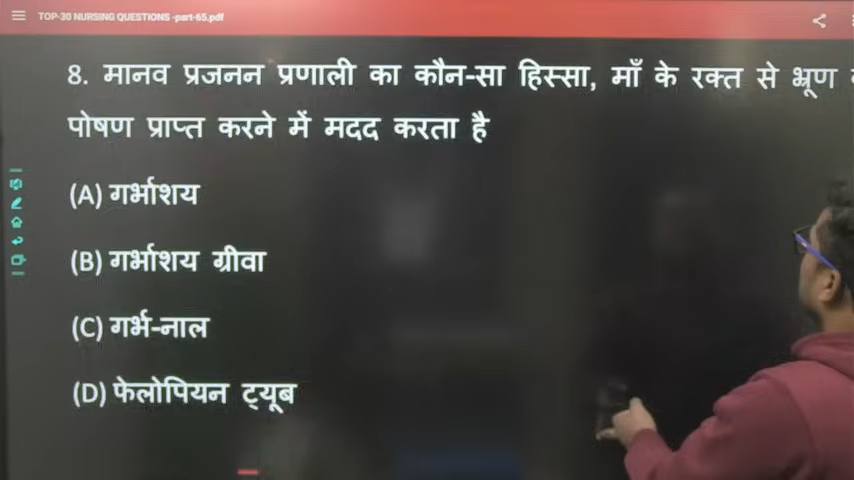 TOP-30 NURSING QUESTIONS -part-65.pdf
8. मानव प्रजनन प्रणाली का कौन-सा हिस्सा, माँ के रक्त से भ्रूण
पोषण प्राप्त करने में मदद करता है
(A) गर्भाशय
(B) गर्भाशय ग्रीवा
(C) गर्भ-नाल
(D) फेलोपियन ट्यूब